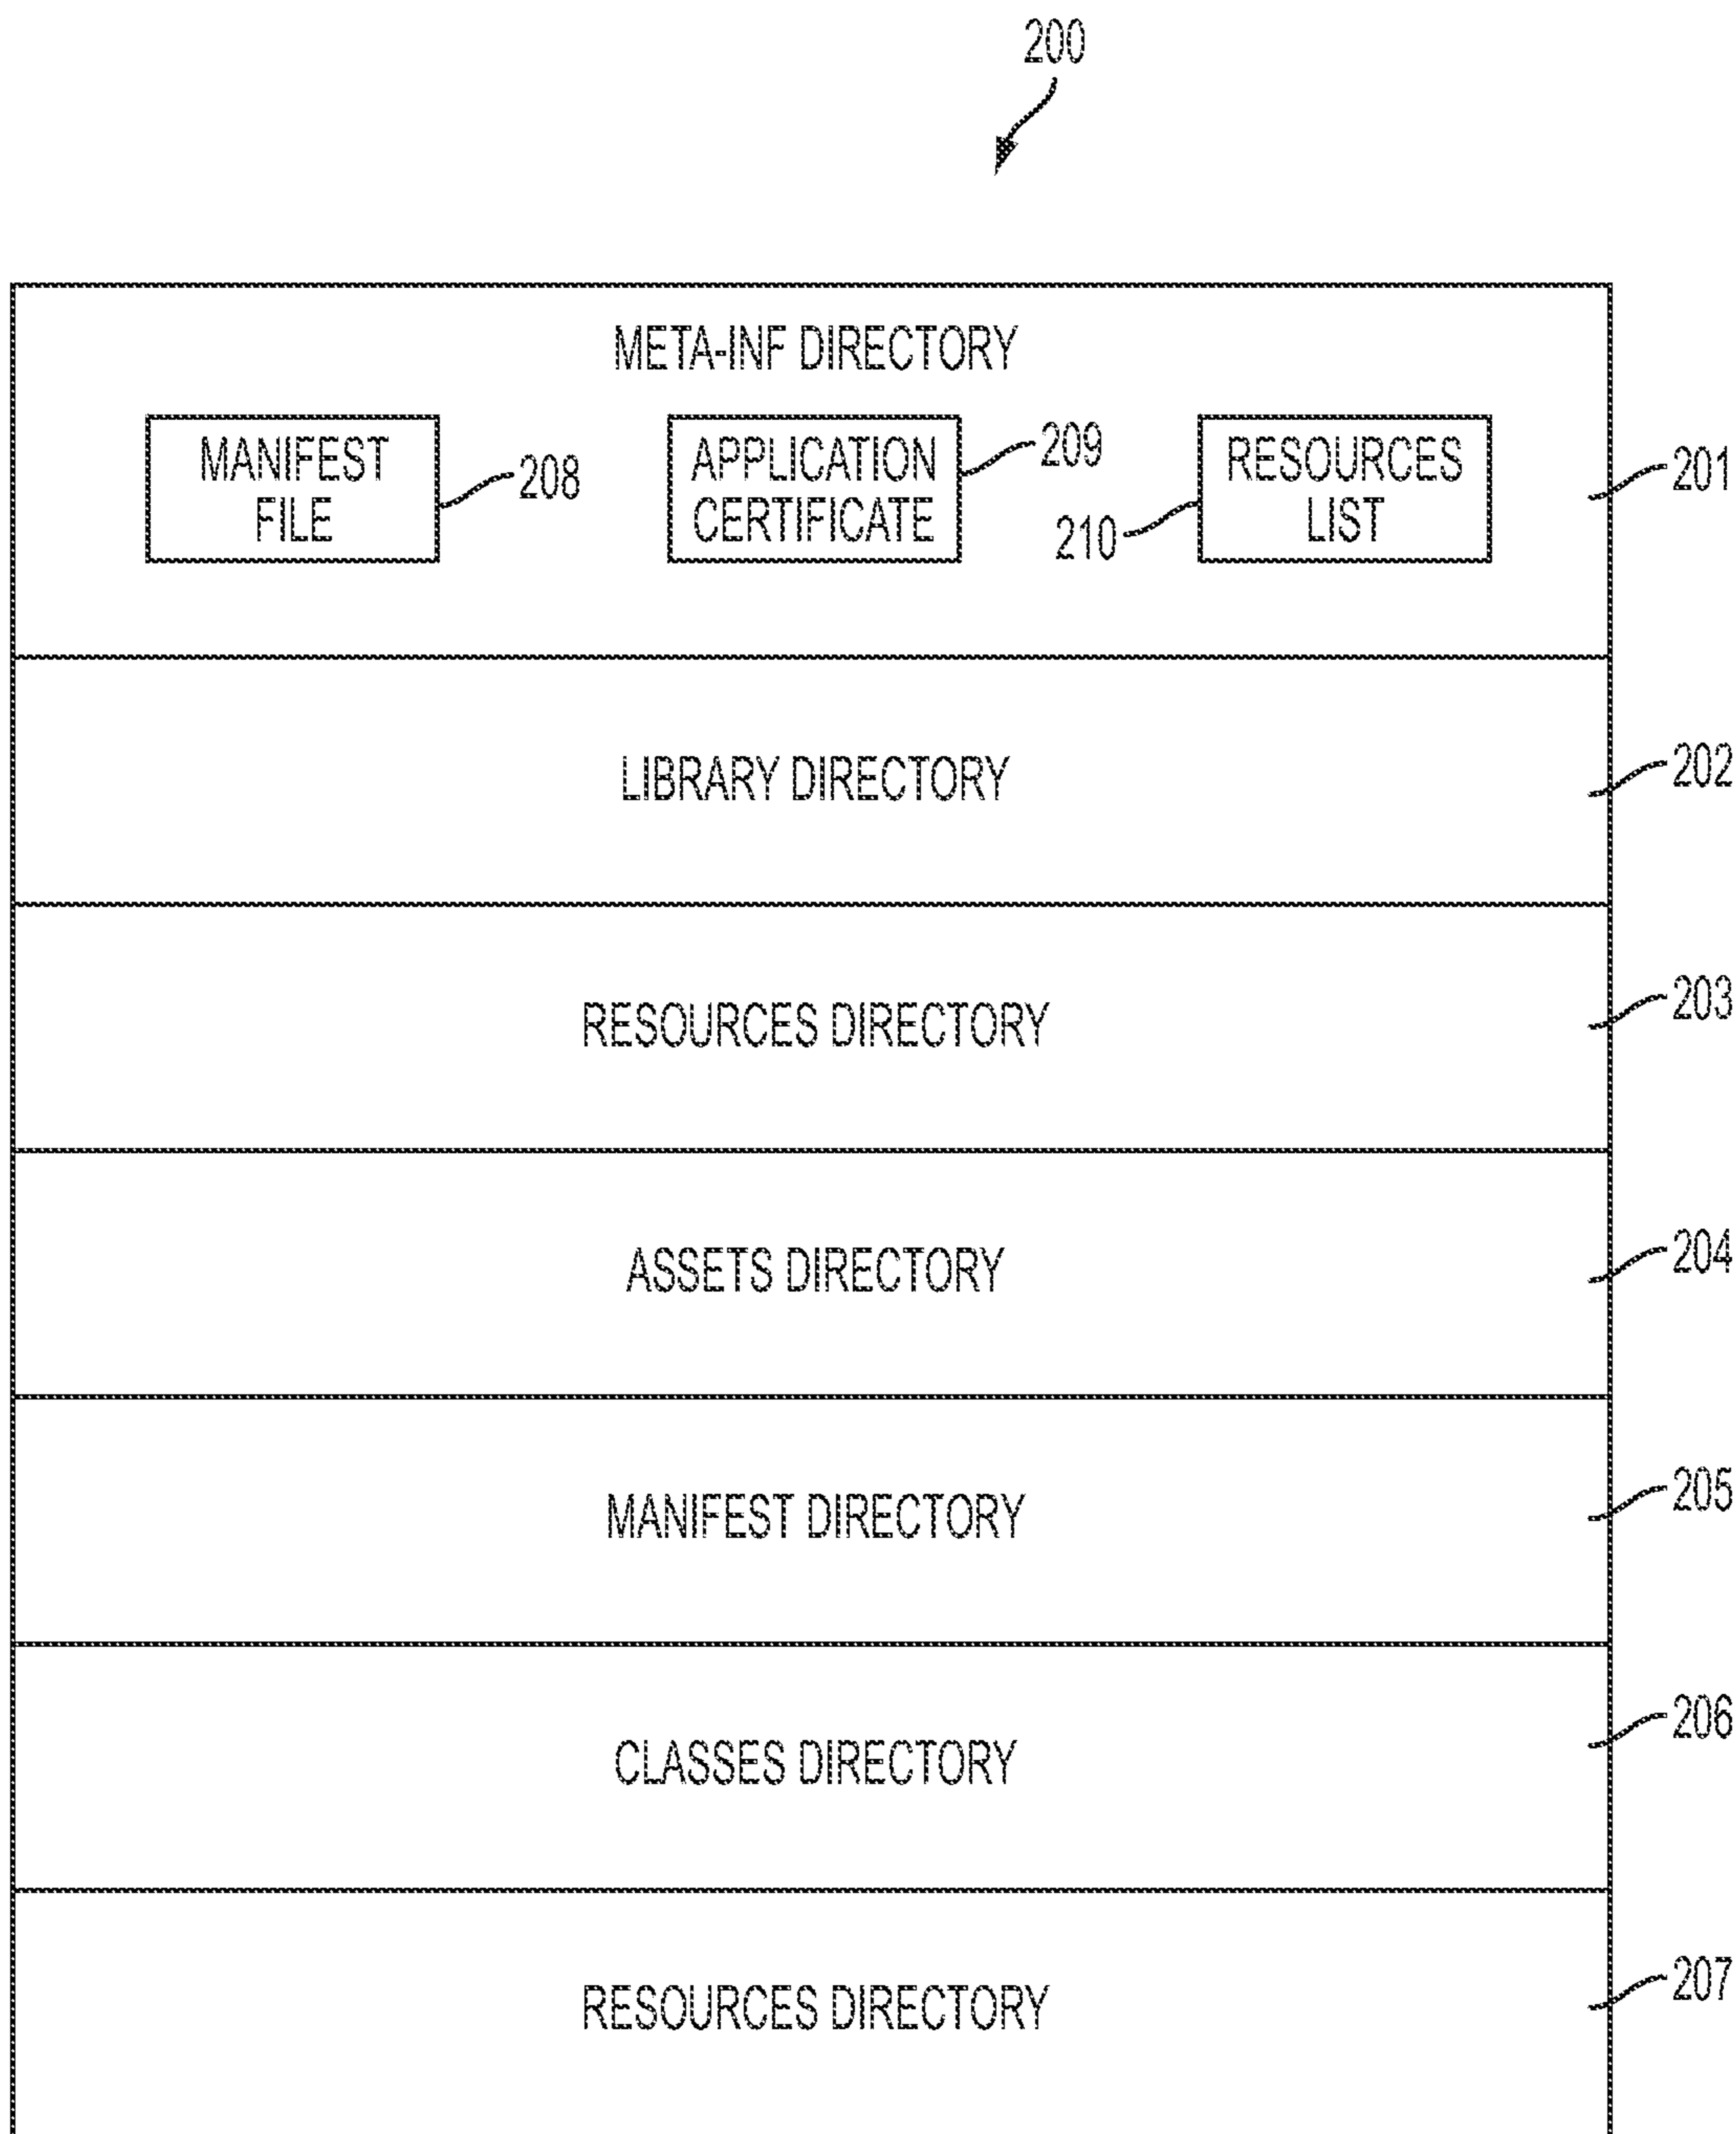 200
META-INF DIRECTORY
MANIFEST
FILE
208
APPLICATION
CERTIFICATE
209
210
RESOURCES
LIST
201
LIBRARY DIRECTORY
202
RESOURCES DIRECTORY
203
ASSETS DIRECTORY
204
MANIFEST DIRECTORY
205
CLASSES DIRECTORY
206
RESOURCES DIRECTORY
207